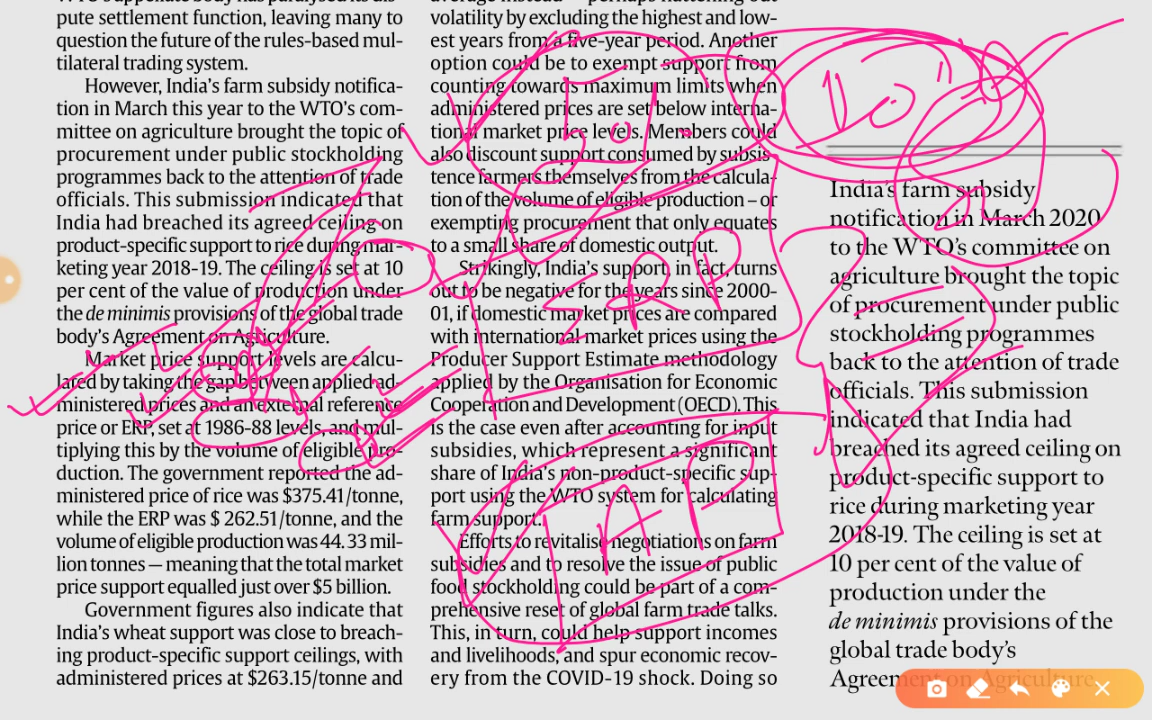 pute settlement function, leaving many to
question the future of the rules-based mul-
tilateral trading system.
However, India's farm subsidy notifica-
tion in March this year to the WTO's com-
mittee on agriculture brought the topic of
procurement under public stockholding
programmes back to the attention of trade
officials. This submission indicated that
India had breached its agreed ceiling on
product-specific support to rice during mar-
keting year 2018-19. The ceiling is set at 10
per cent of the value of production under
the de minimis provisions of the global trade
body's Agreement on Agriculture.
Market price support levels are calcu-
lated by taking the gap between applied ad-
ministered prices and an external reference
price or ERP, set at 1986-88 levels, and mul-
tiplying this by the volume of eligible pro-
duction. The government reported the ad-
ministered price of rice was $375.41/tonne,
while the ERP was $ 262.51/tonne, and the
volume of eligible production was 44.33 mil-
lion tonnes — meaning that the total market
price support equalled just over $5 billion.
Government figures also indicate that
India's wheat support was close to breach-
ing product-specific support ceilings, with
administered prices at $263.15/tonne and
volatility by excluding the highest and low-
est years from a five-year period. Another
option could be to exempt support from
counting towards maximum limits when
administered prices are set below interna-
tional market price levels. Members could
also discount support consumed by subsis-
tence farmers themselves from the calcula-
tion of the volume of eligible production – or
exempting procurement that only equates
to a small share of domestic output.
Strikingly, India's support, in fact, turns
out to be negative for the years since 2000-
01, if domestic market prices are compared
with international market prices using the
Producer Support Estimate methodology
applied by the Organisation for Economic
Cooperation and Development (OECD). This
is the case even after accounting for input
subsidies, which represent a significant
share of India's non-product-specific sup-
port using the WTO system for calculating
farm support.
Efforts to revitalise negotiations on farm
subsidies and to resolve the issue of public
food stockholding could be part of a com-
prehensive reset of global farm trade talks.
This, in turn, could help support incomes
and livelihoods, and spur economic recov-
ery from the COVID-19 shock. Doing so
India's farm subsidy
notification in March 2020
to the WTO's committee on
agriculture brought the topic
of procurement under public
stockholding programmes
back to the attention of trade
officials. This submission
indicated that India had
breached its agreed ceiling on
product-specific support to
rice during marketing year
2018-19. The ceiling is set at
10 per cent of the value of
production under the
de minimis provisions of the
global trade body's
Agreement on Agriculture.